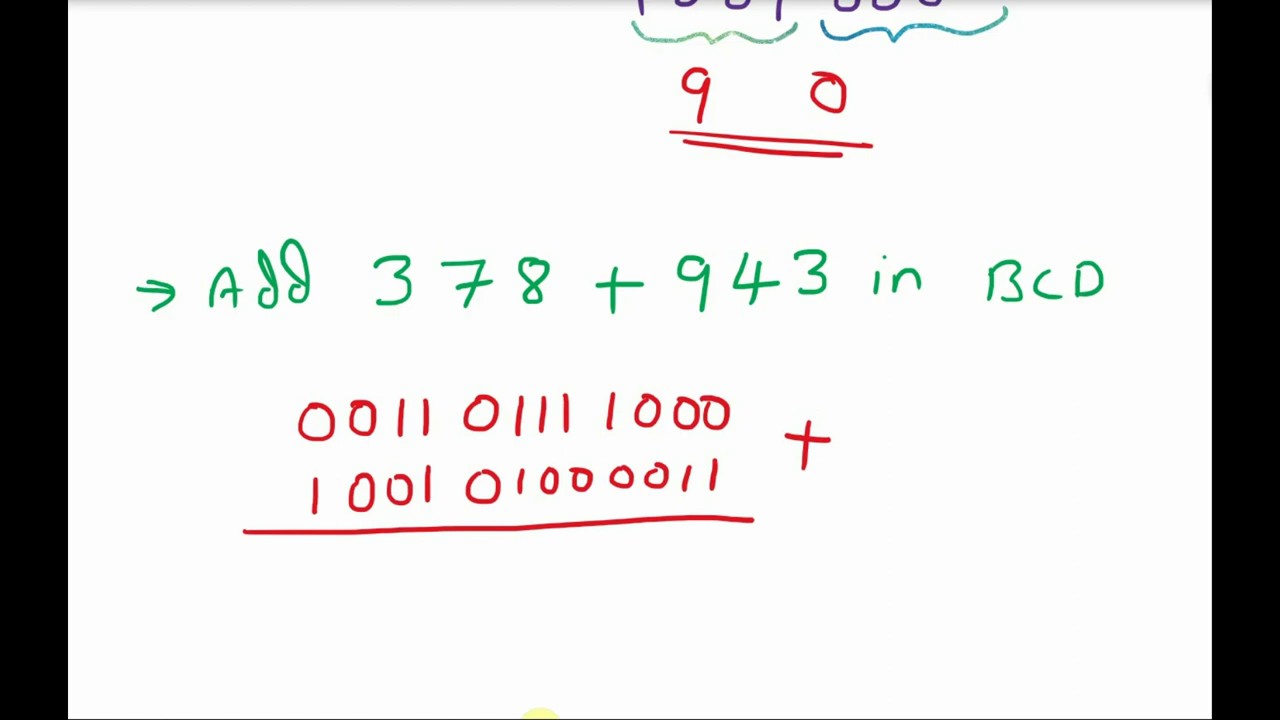 9 0
→ Add 378 + 943 in BCD
0011 0111 1000 +
1001 0100 0011